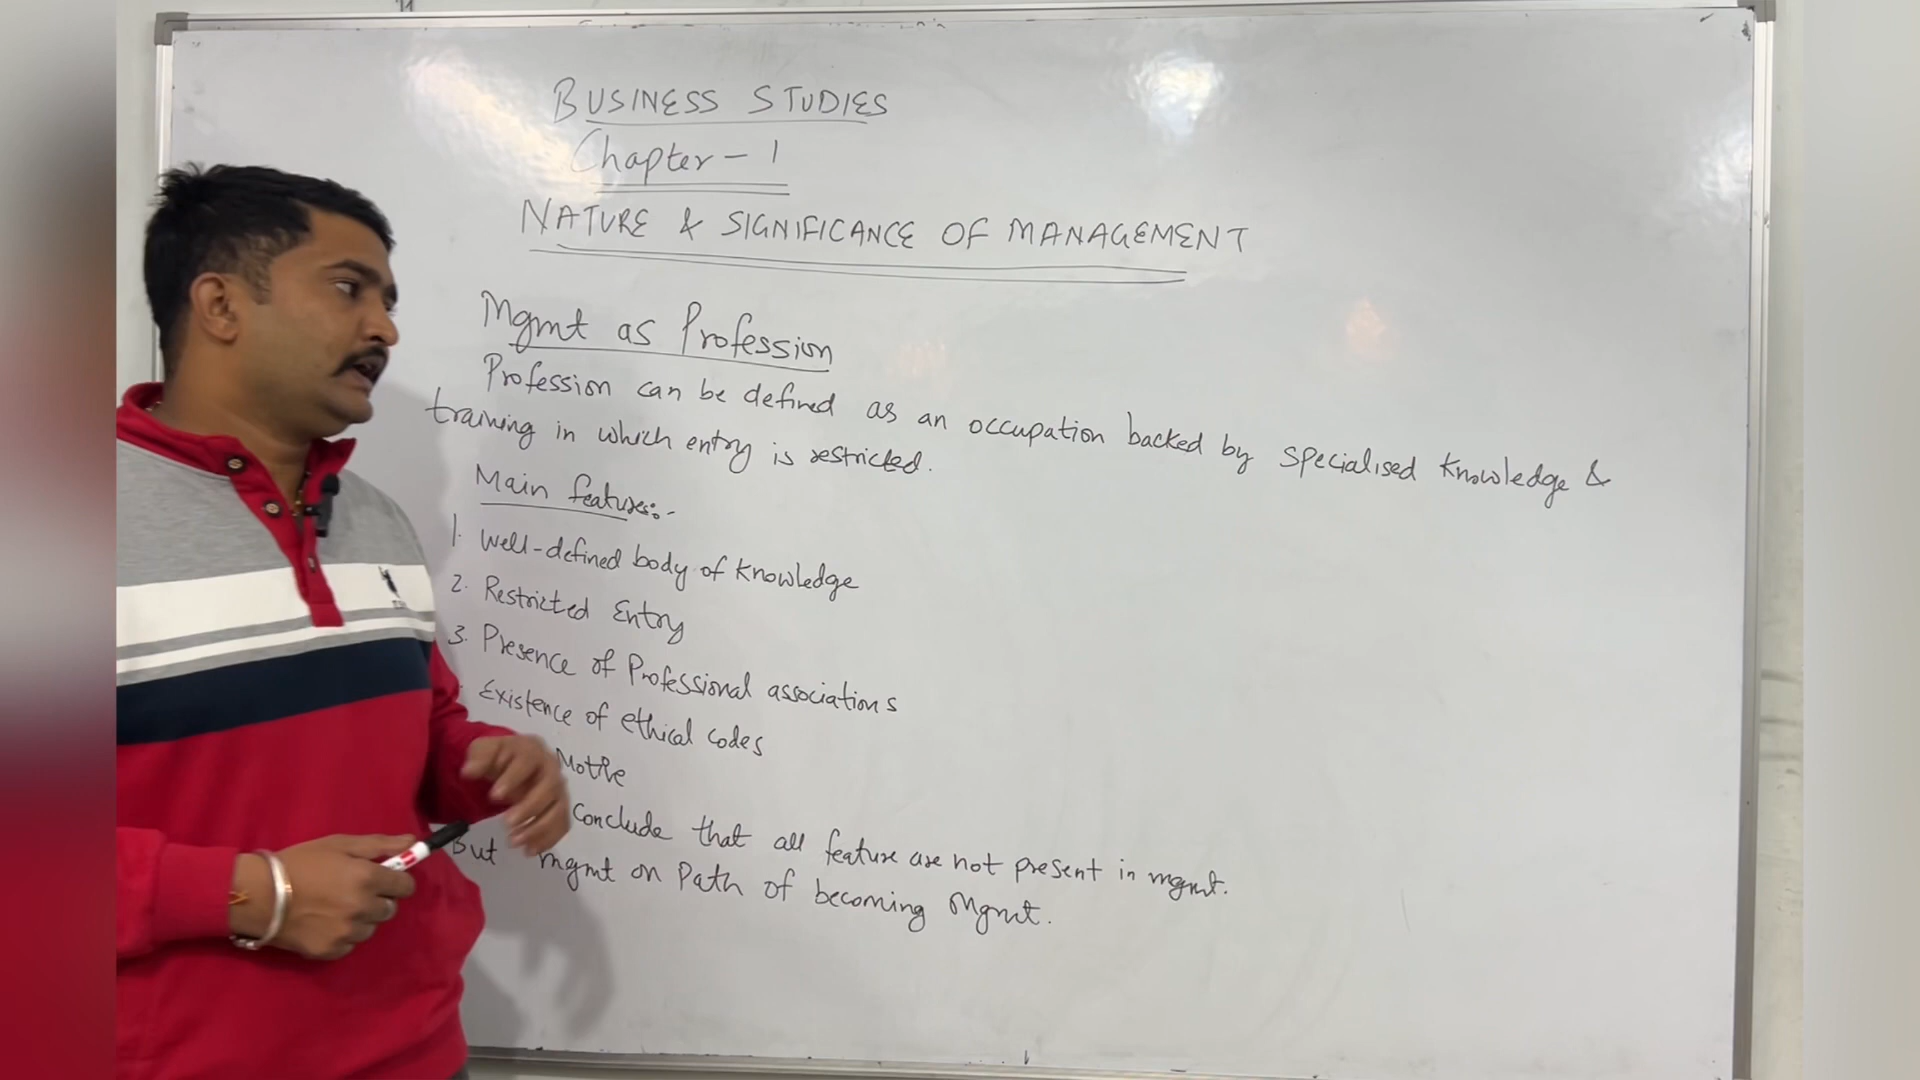 BUSINESS STUDIES
Chapter - 1
NATURE & SIGNIFICANCE OF MANAGEMENT
Mgmt as Profession
Profession can be defined as an occupation backed by specialised knowledge &
training in which entry is restricted.
Main features:-
1. Well-defined body of knowledge
2. Restricted Entry
3. Presence of Professional associations
Existence of ethical codes
Motive
Conclude that all feature are not present in mgmt.
But mgmt on Path of becoming Mgmt.